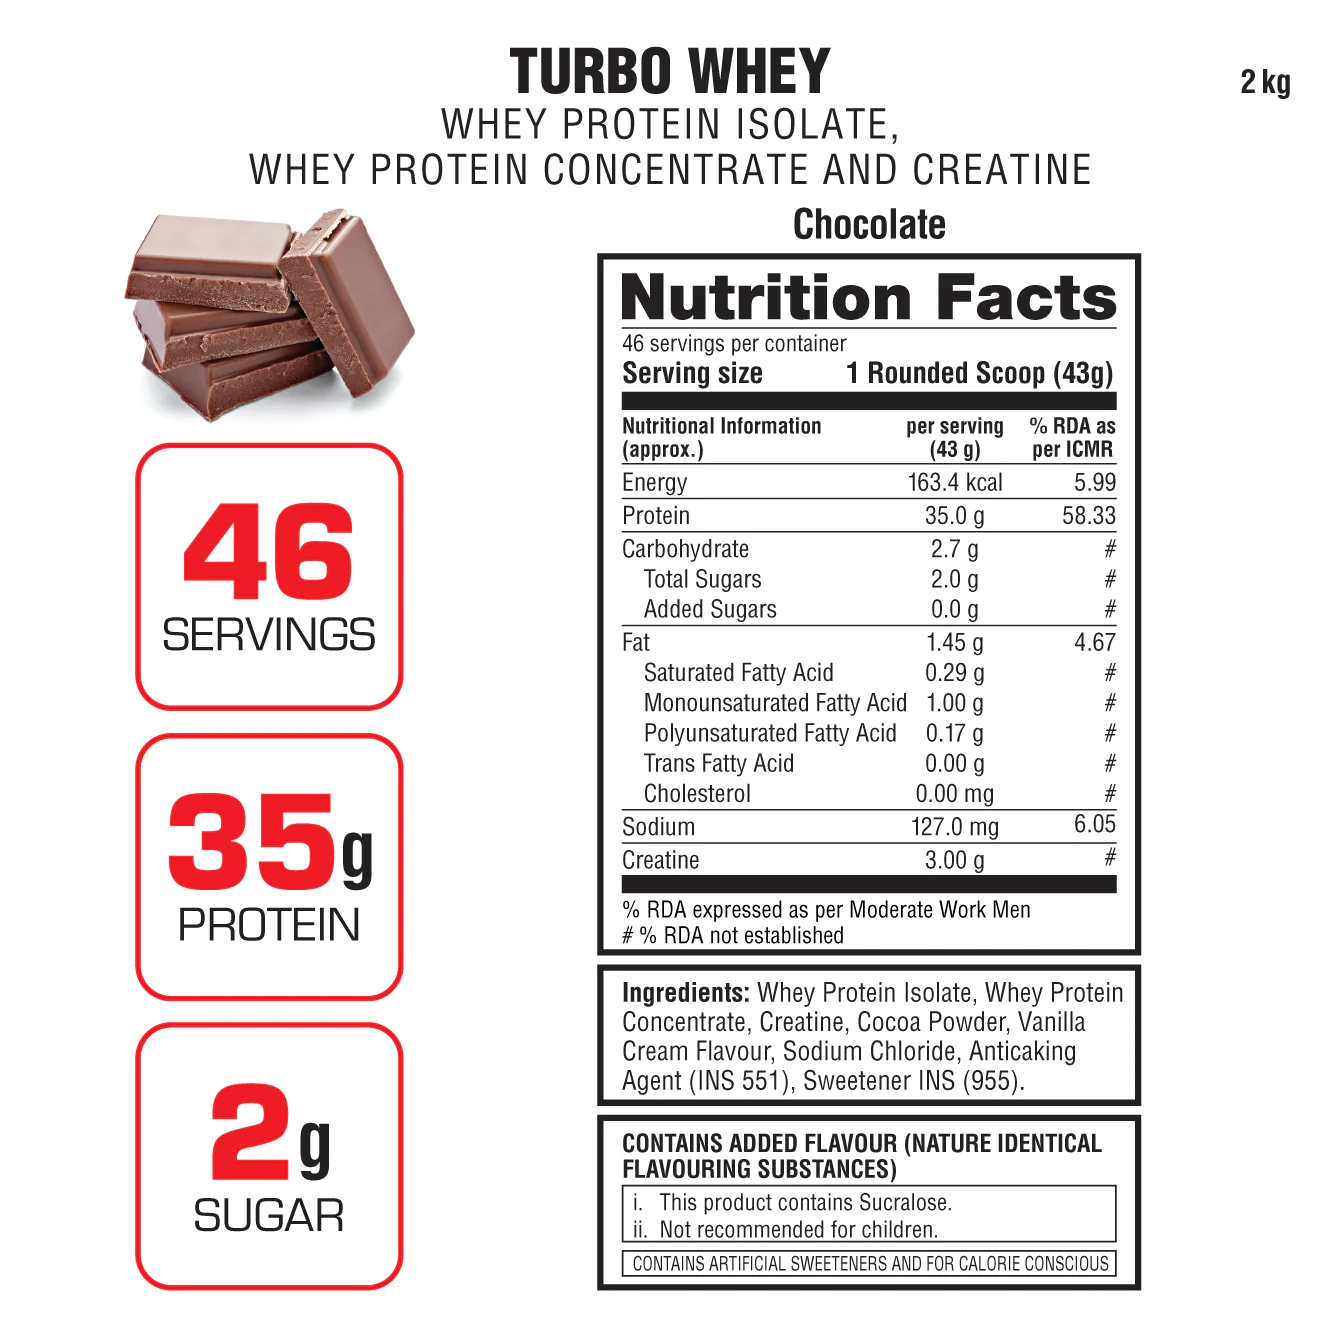 TURBO WHEY
2 kg
WHEY PROTEIN ISOLATE,
WHEY PROTEIN CONCENTRATE AND CREATINE
Chocolate
46
SERVINGS
35g
PROTEIN
2g
SUGAR
Nutrition Facts
46 servings per container
Serving size 1 Rounded Scoop (43g)
Nutritional Information per serving % RDA as
(approx.) (43 g) per ICMR
Energy 163.4 kcal 5.99
Protein 35.0 g 58.33
Carbohydrate 2.7 g #
Total Sugars 2.0 g #
Added Sugars 0.0 g #
Fat 1.45 g 4.67
Saturated Fatty Acid 0.29 g #
Monounsaturated Fatty Acid 1.00 g #
Polyunsaturated Fatty Acid 0.17 g #
Trans Fatty Acid 0.00 g #
Cholesterol 0.00 mg #
Sodium 127.0 mg 6.05
Creatine 3.00 g #
% RDA expressed as per Moderate Work Men
# % RDA not established
Ingredients: Whey Protein Isolate, Whey Protein
Concentrate, Creatine, Cocoa Powder, Vanilla
Cream Flavour, Sodium Chloride, Anticaking
Agent (INS 551), Sweetener INS (955).
CONTAINS ADDED FLAVOUR (NATURE IDENTICAL
FLAVOURING SUBSTANCES)
i. This product contains Sucralose.
ii. Not recommended for children.
CONTAINS ARTIFICIAL SWEETENERS AND FOR CALORIE CONSCIOUS